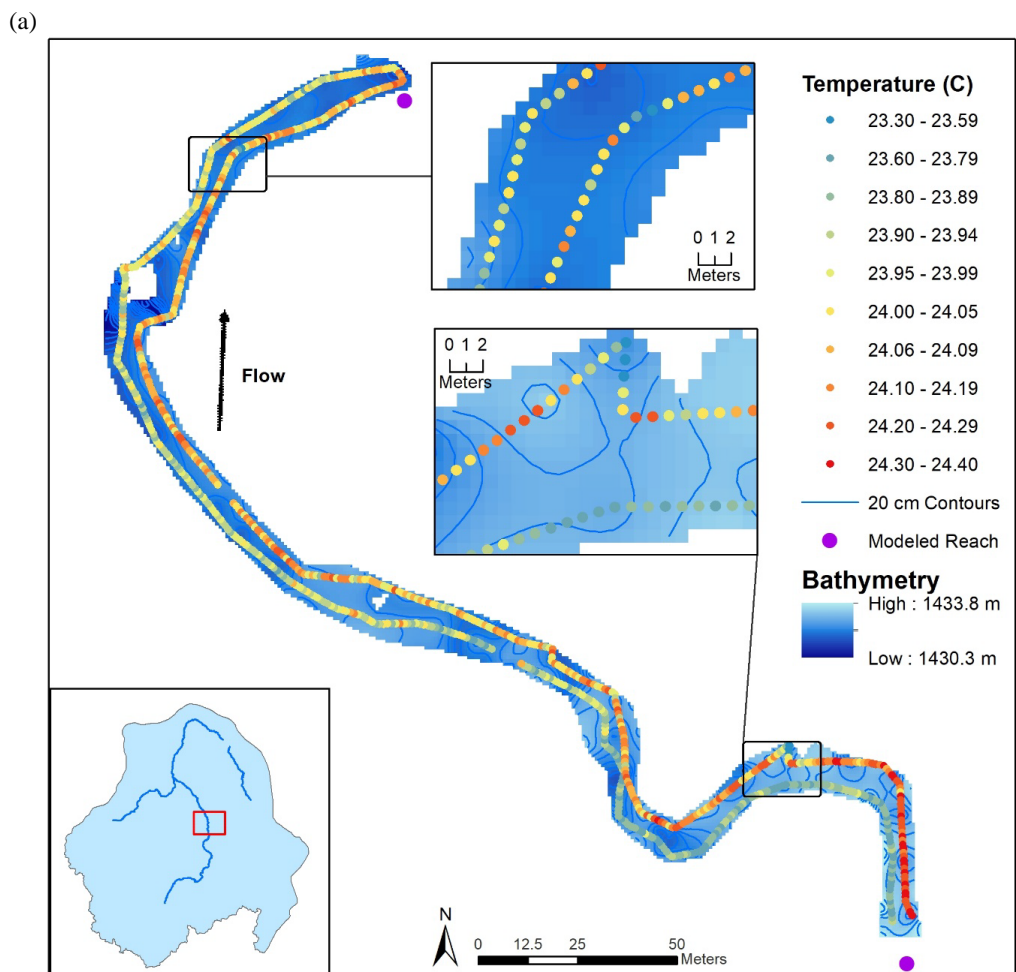 (a)
0 1 2
Meters
0 1 2
Meters
Flow
Temperature (C)
23.30 - 23.59
23.60 - 23.79
23.80 - 23.89
23.90 - 23.94
23.95 - 23.99
24.00 - 24.05
24.06 - 24.09
24.10 - 24.19
24.20 - 24.29
24.30 - 24.40
20 cm Contours
Modeled Reach
Bathymetry
High : 1433.8 m
Low : 1430.3 m
N
0 12.5 25 50
Meters